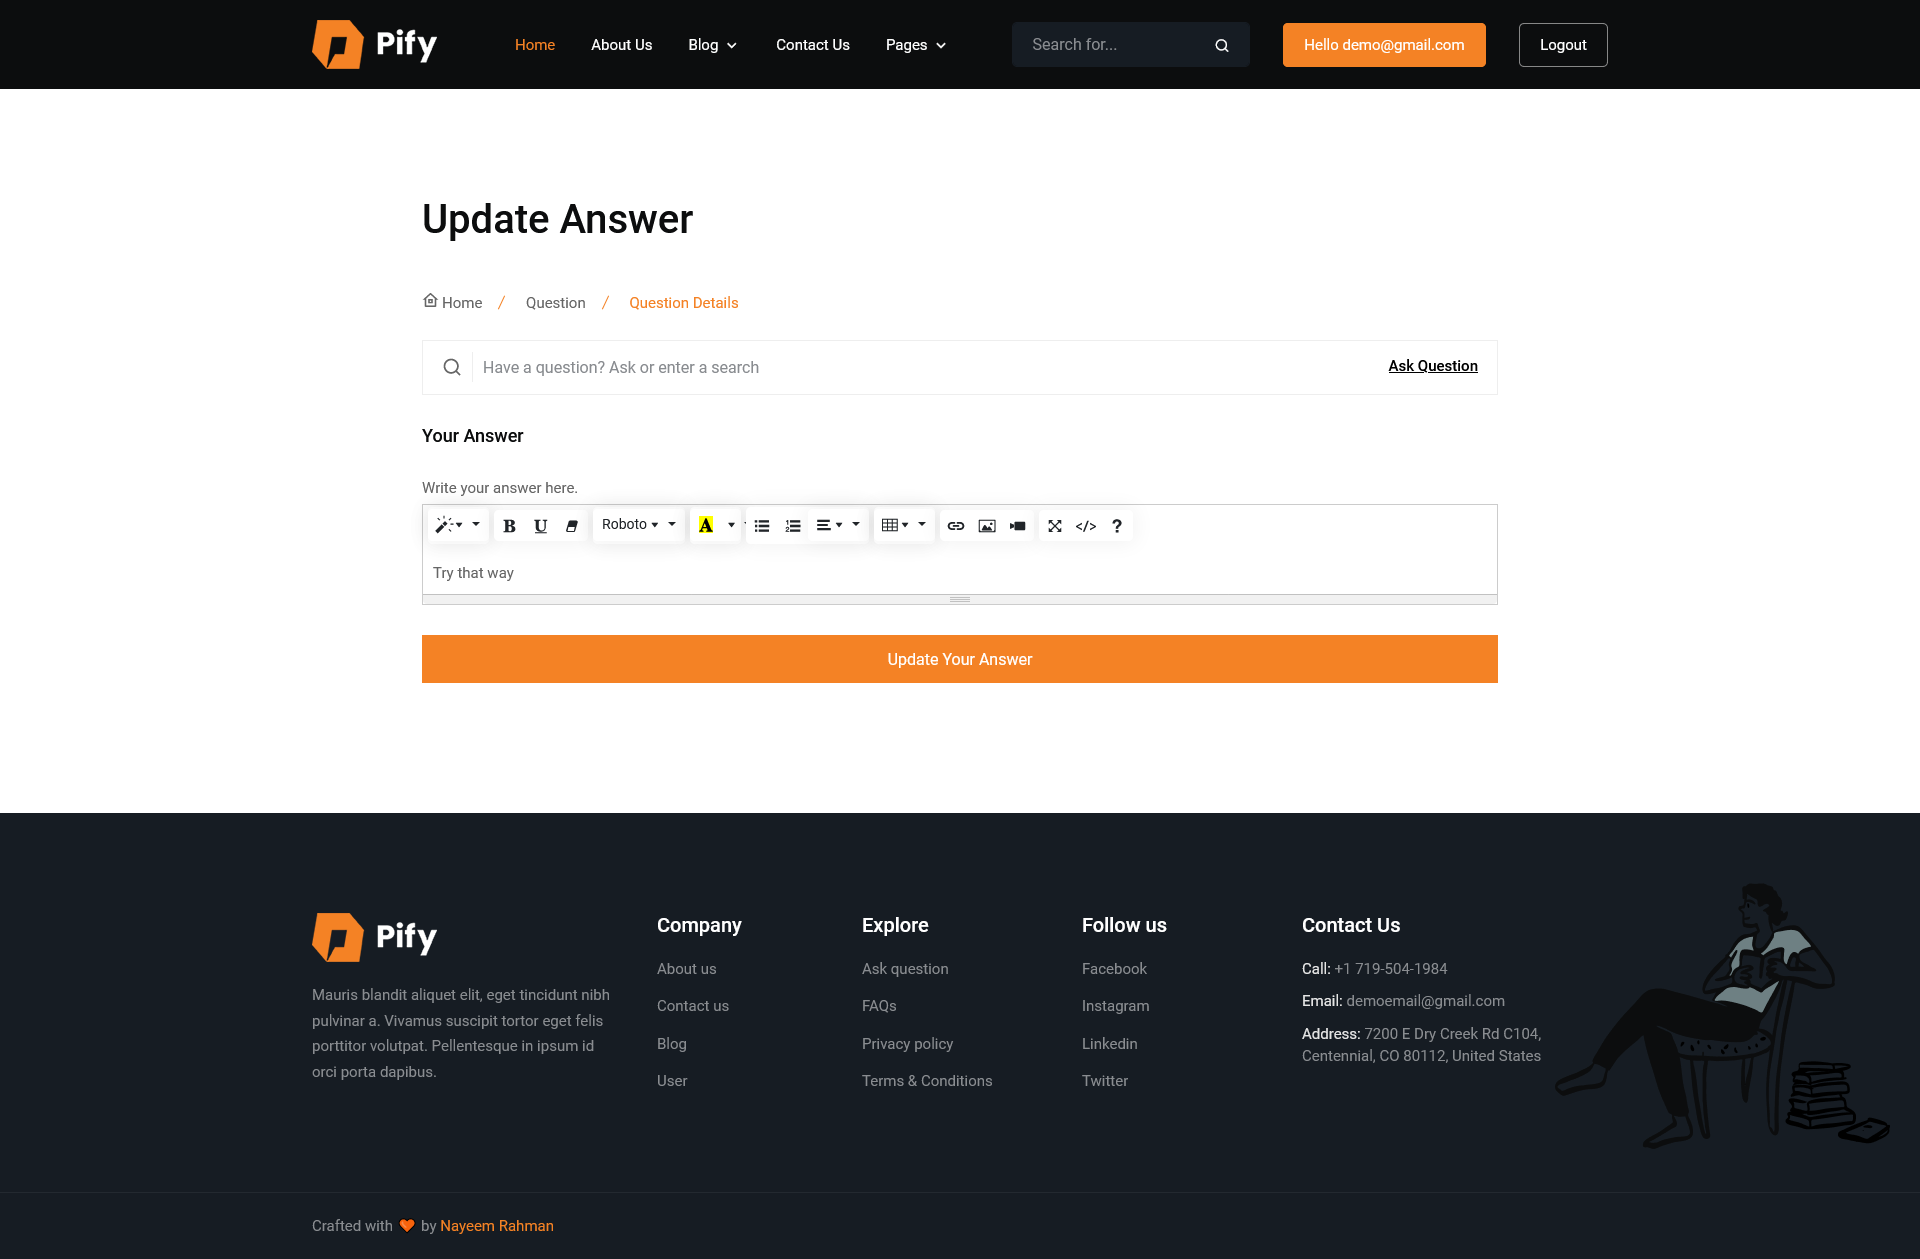 Pify
Home
About Us
Blog
Contact Us
Pages
Search for...
Hello demo@gmail.com
Logout
Update Answer
Home / Question / Question Details
Have a question? Ask or enter a search
Ask Question
Your Answer
Write your answer here.
B U Roboto A </> ?
Try that way
Update Your Answer
Pify
Mauris blandit aliquet elit, eget tincidunt nibh
pulvinar a. Vivamus suscipit tortor eget felis
porttitor volutpat. Pellentesque in ipsum id
orci porta dapibus.
Company
About us
Contact us
Blog
User
Explore
Ask question
FAQs
Privacy policy
Terms & Conditions
Follow us
Facebook
Instagram
Linkedin
Twitter
Contact Us
Call: +1 719-504-1984
Email: demoemail@gmail.com
Address: 7200 E Dry Creek Rd C104,
Centennial, CO 80112, United States
Crafted with 🧡 by Nayeem Rahman